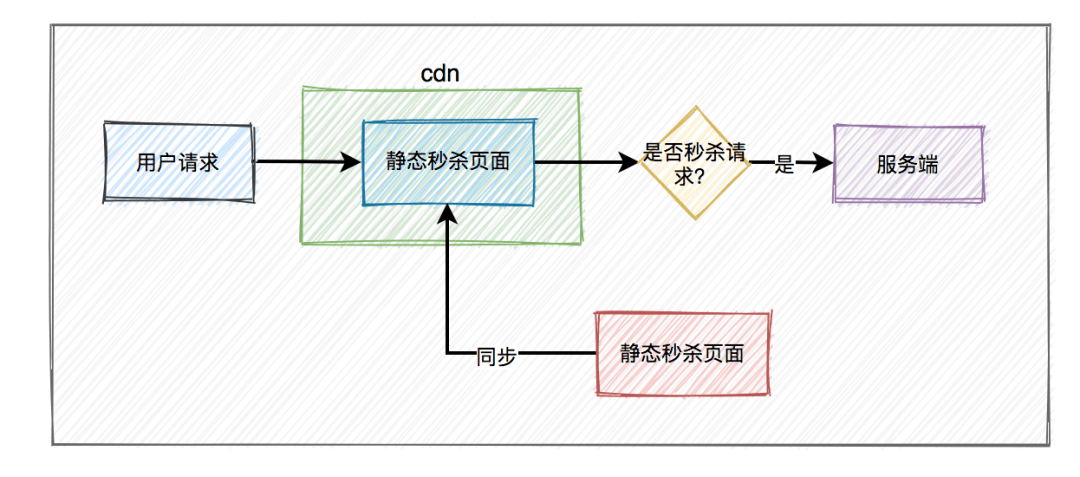 cdn
用户请求
静态秒杀页面
是否秒杀请
求?
是
服务端
同步
静态秒杀页面